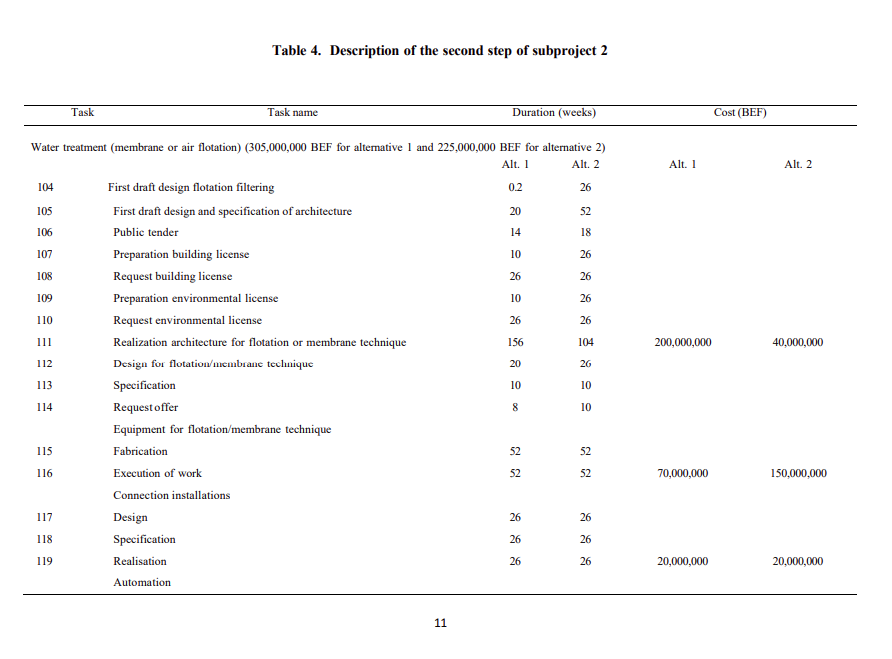 Table 4. Description of the second step of subproject 2
Task Task name Duration (weeks) Cost (BEF)
Water treatment (membrane or air flotation) (305,000,000 BEF for alternative 1 and 225,000,000 BEF for alternative 2)
Alt. 1 Alt. 2 Alt. 1 Alt. 2
104 First draft design flotation filtering 0.2 26
105 First draft design and specification of architecture 20 52
106 Public tender 14 18
107 Preparation building license 10 26
108 Request building license 26 26
109 Preparation environmental license 10 26
110 Request environmental license 26 26
111 Realization architecture for flotation or membrane technique 156 104 200,000,000 40,000,000
112 Design for flotation/membrane technique 20 26
113 Specification 10 10
114 Request offer 8 10
Equipment for flotation/membrane technique
115 Fabrication 52 52
116 Execution of work 52 52 70,000,000 150,000,000
Connection installations
117 Design 26 26
118 Specification 26 26
119 Realisation 26 26 20,000,000 20,000,000
Automation
11